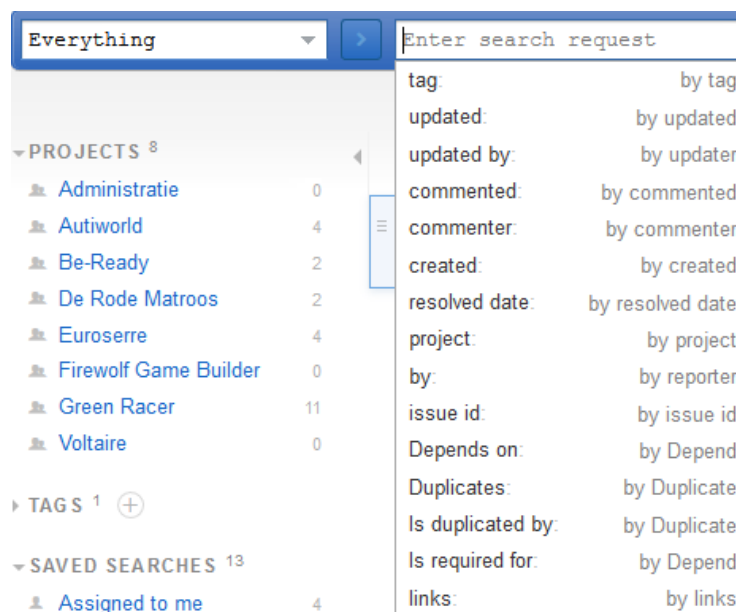 Everything
Enter search request
PROJECTS 8
Administratie 0
Autiworld 4
Be-Ready 2
De Rode Matroos 2
Euroserre 4
Firewolf Game Builder 0
Green Racer 11
Voltaire 0
TAGS 1
SAVED SEARCHES 13
Assigned to me 4
tag: by tag
updated: by updated
updated by: by updater
commented: by commented
commenter: by commenter
created: by created
resolved date: by resolved date
project: by project
by: by reporter
issue id: by issue id
Depends on: by Depend
Duplicates: by Duplicate
Is duplicated by: by Duplicate
Is required for: by Depend
links: by links